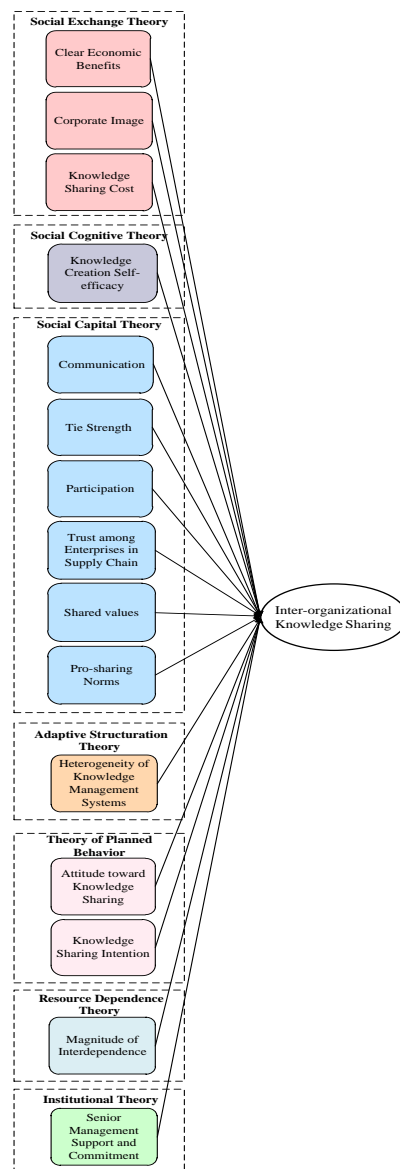 Social Exchange Theory
Clear Economic
Benefits
Corporate Image
Knowledge
Sharing Cost
Social Cognitive Theory
Knowledge
Creation Self-
efficacy
Social Capital Theory
Communication
Tie Strength
Participation
Trust among
Enterprises in
Supply Chain
Shared values
Pro-sharing
Norms
Inter-organizational
Knowledge Sharing
Adaptive Structuration
Theory
Heterogeneity of
Knowledge
Management
Systems
Theory of Planned
Behavior
Attitude toward
Knowledge
Sharing
Knowledge
Sharing Intention
Resource Dependence
Theory
Magnitude of
Interdependence
Institutional Theory
Senior
Management
Support and
Commitment